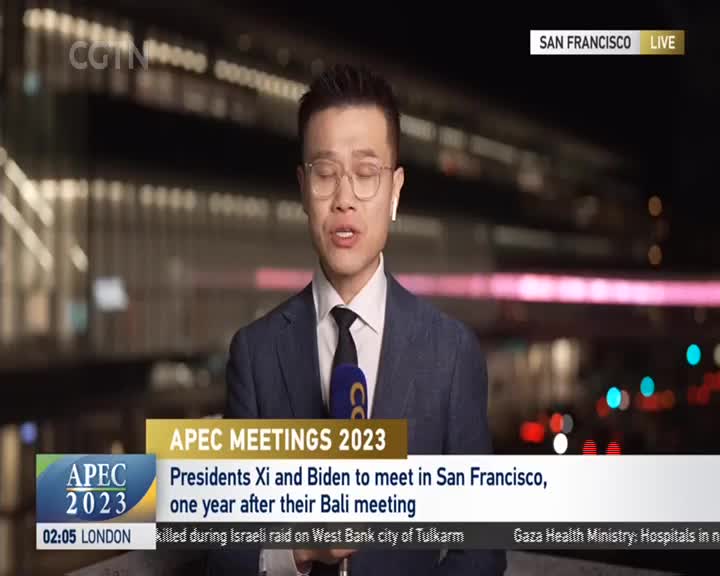 CGTN
SAN FRANCISCO LIVE
APEC MEETINGS 2023
APEC
2023
Presidents Xi and Biden to meet in San Francisco,
one year after their Bali meeting
02:05 LONDON
killed during Israeli raid on West Bank city of Tulkarm Gaza Health Ministry: Hospitals in n